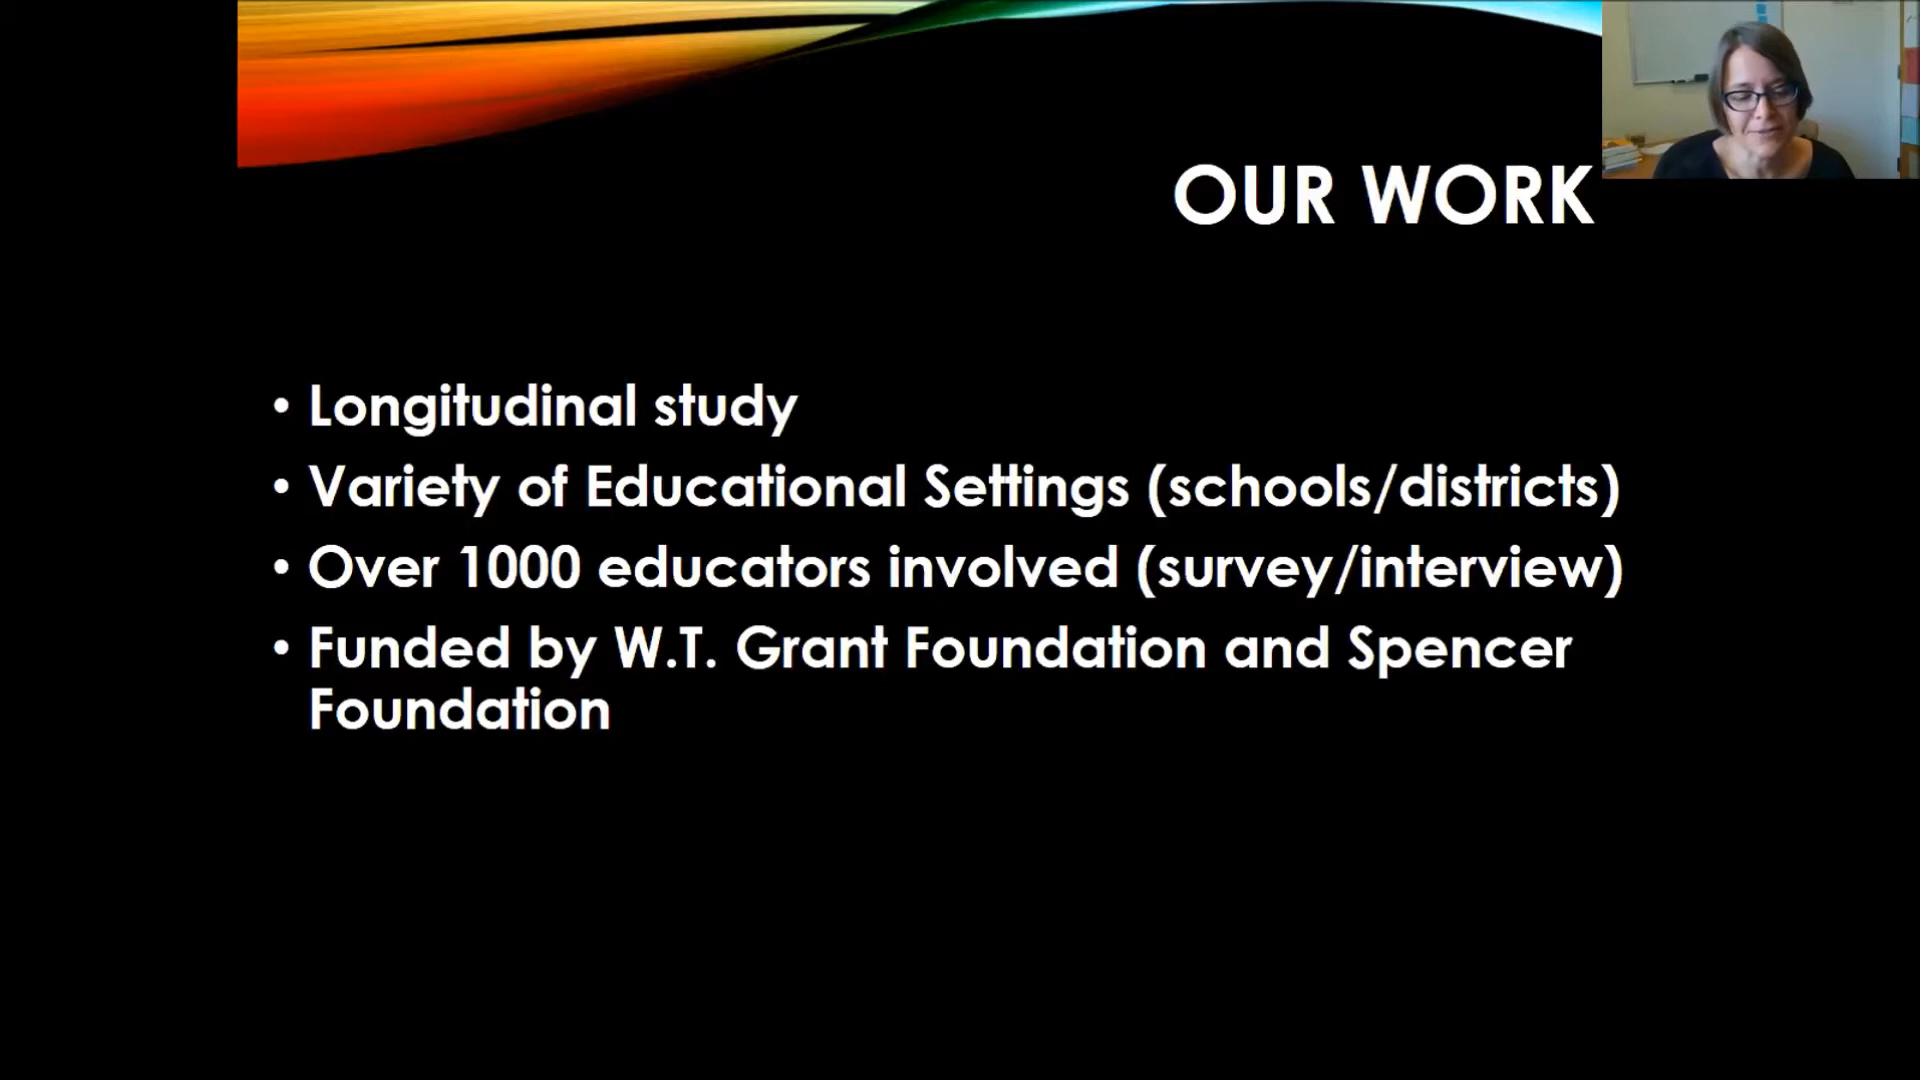 OUR WORK
• Longitudinal study
• Variety of Educational Settings (schools/districts)
• Over 1000 educators involved (survey/interview)
• Funded by W.T. Grant Foundation and Spencer
Foundation